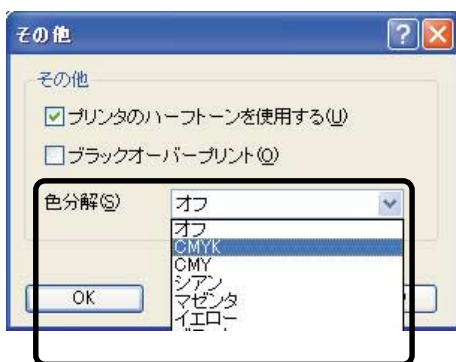 その他
その他
プリンタのハーフトーンを使用する(U)
ブラックオーバープリント(O)
色分解(S) オフ
オフ
CMYK
CMY
シアン
OK マゼンタ
イエロー